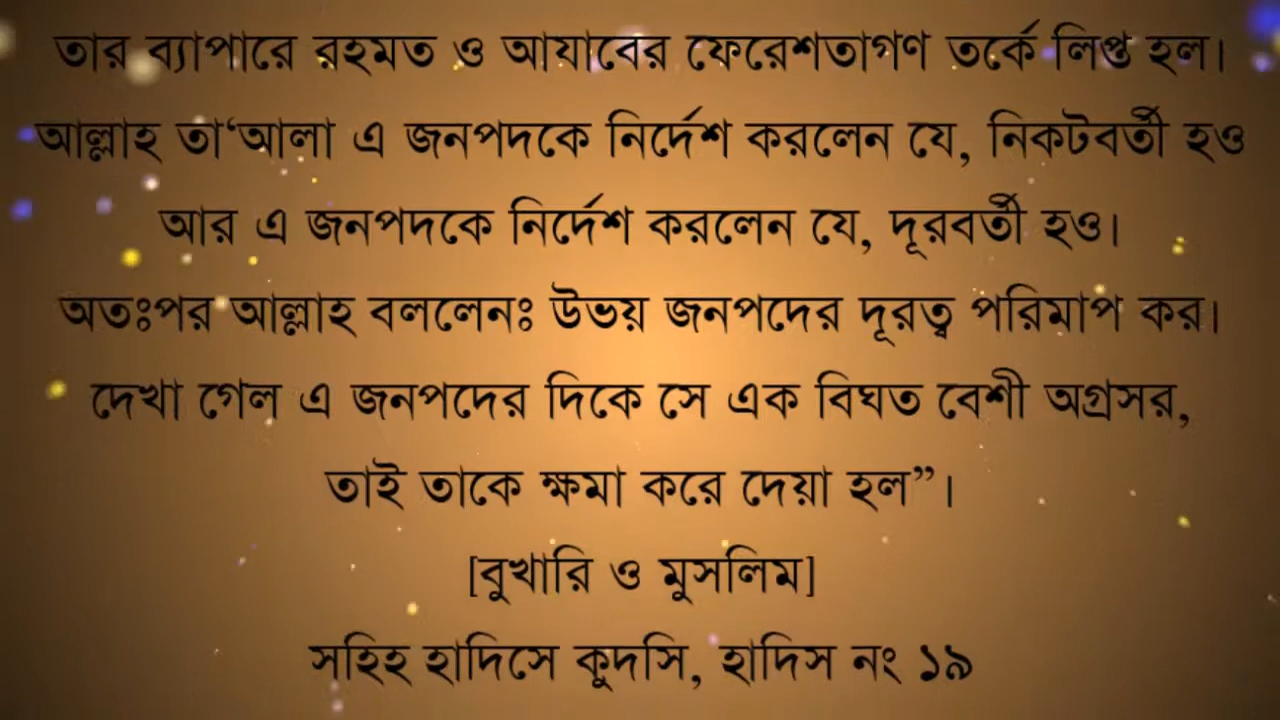 তার ব্যাপারে রহমত ও আযাবের ফেরেশতাগণ তর্কে লিপ্ত হল।
আল্লাহ তা‘আলা এ জনপদকে নির্দেশ করলেন যে, নিকটবর্তী হও
আর এ জনপদকে নির্দেশ করলেন যে, দূরবর্তী হও।
অতঃপর আল্লাহ বললেনঃ উভয় জনপদের দূরত্ব পরিমাপ কর।
দেখা গেল এ জনপদের দিকে সে এক বিঘত বেশী অগ্রসর,
তাই তাকে ক্ষমা করে দেয়া হল”।
[বুখারি ও মুসলিম]
সহিহ হাদিসে কুদসি, হাদিস নং ১৯